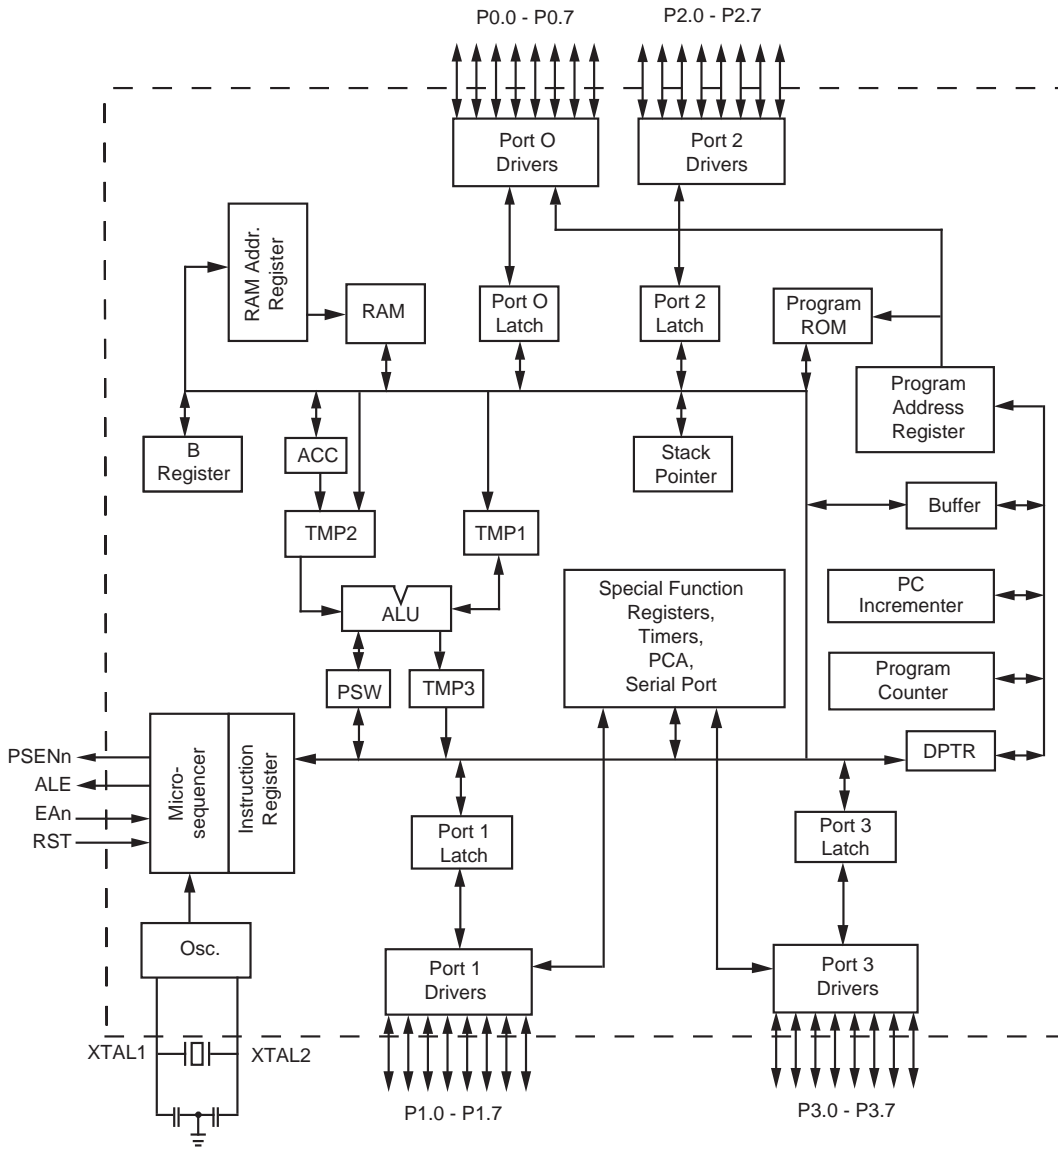 P0.0 - P0.7
P2.0 - P2.7
Port O
Drivers
Port 2
Drivers
RAM Addr.
Register
RAM
Port O
Latch
Port 2
Latch
Program
ROM
Program
Address
Register
B
Register
ACC
Stack
Pointer
Buffer
TMP2
TMP1
ALU
Special Function
Registers,
Timers,
PCA,
Serial Port
PC
Incrementer
Program
Counter
PSW
TMP3
DPTR
PSENn
ALE
EAn
RST
Micro-
sequencer
Instruction
Register
Port 1
Latch
Port 3
Latch
Osc.
Port 1
Drivers
Port 3
Drivers
XTAL1
XTAL2
P1.0 - P1.7
P3.0 - P3.7